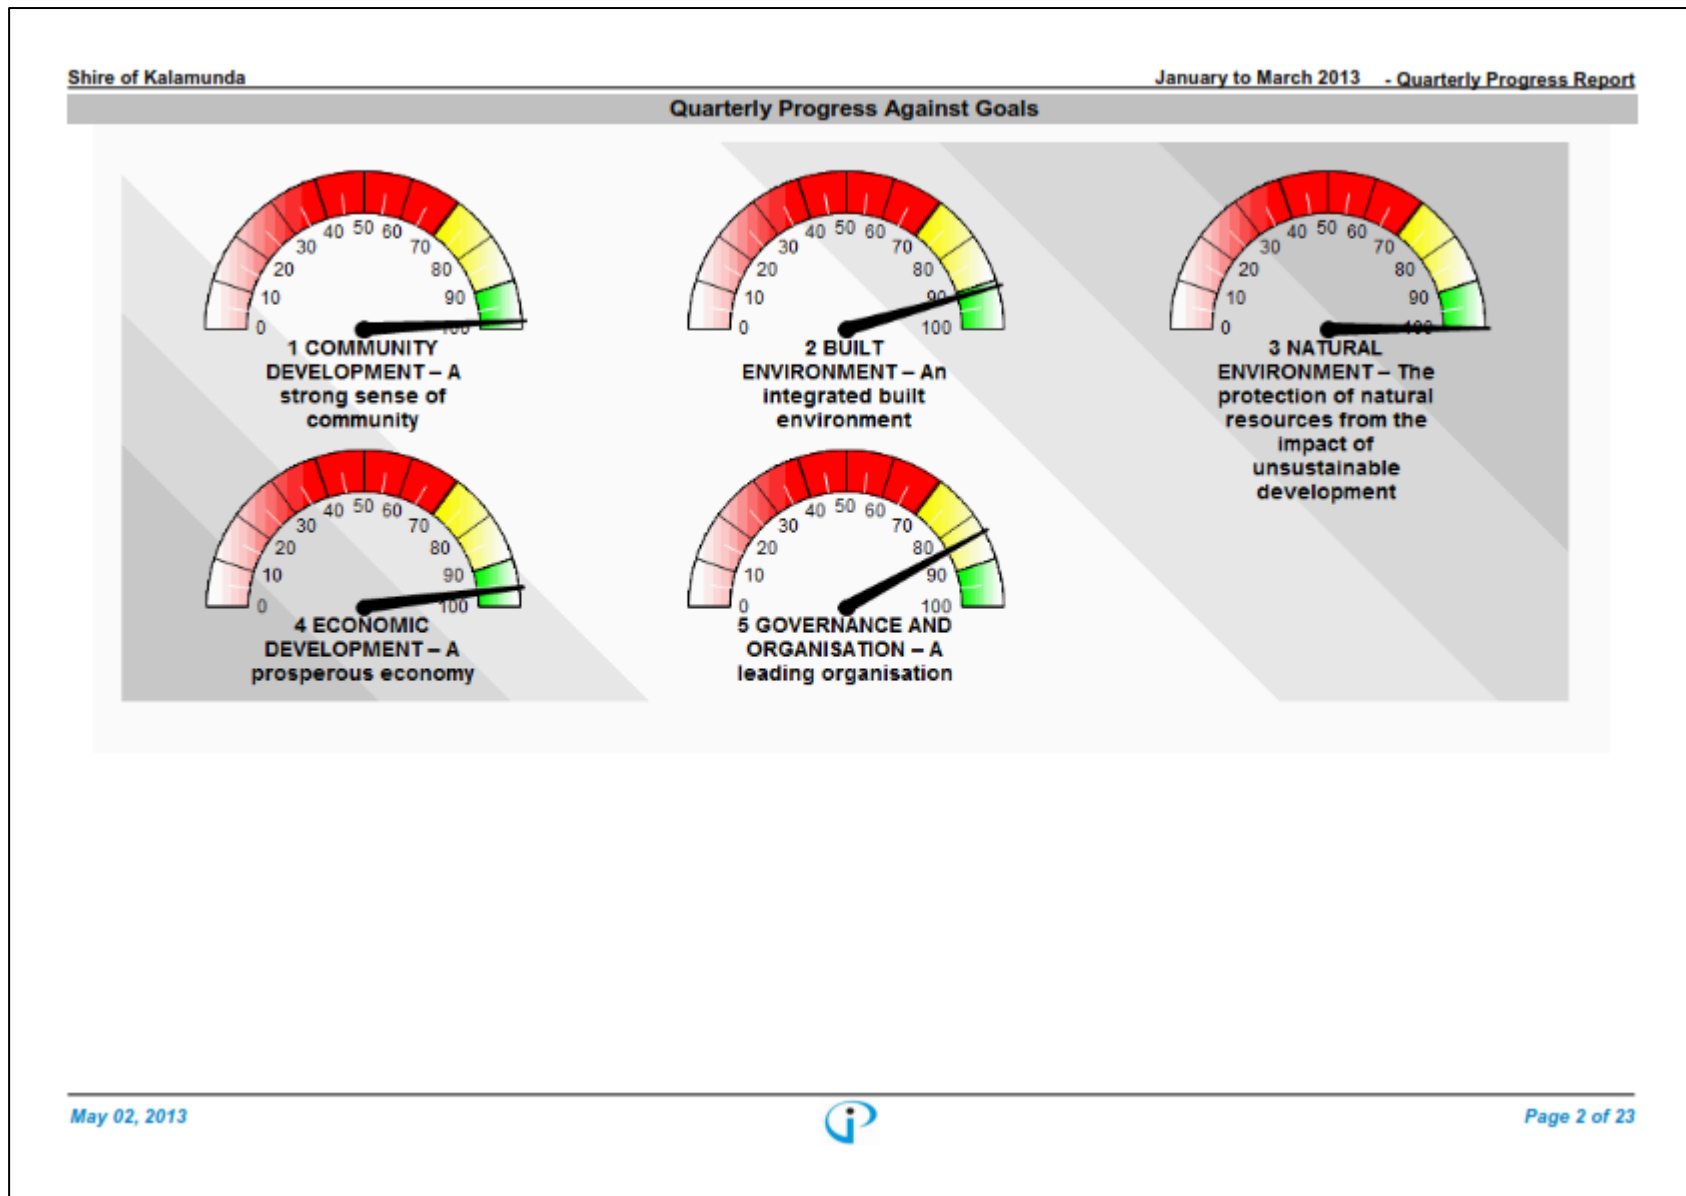 Shire of Kalamunda
January to March 2013 - Quarterly Progress Report
Quarterly Progress Against Goals
0 10 20 30 40 50 60 70 80 90 100
1 COMMUNITY
DEVELOPMENT – A
strong sense of
community
0 10 20 30 40 50 60 70 80 90 100
2 BUILT
ENVIRONMENT – An
integrated built
environment
0 10 20 30 40 50 60 70 80 90 100
3 NATURAL
ENVIRONMENT – The
protection of natural
resources from the
impact of
unsustainable
development
0 10 20 30 40 50 60 70 80 90 100
4 ECONOMIC
DEVELOPMENT – A
prosperous economy
0 10 20 30 40 50 60 70 80 90 100
5 GOVERNANCE AND
ORGANISATION – A
leading organisation
May 02, 2013
Page 2 of 23